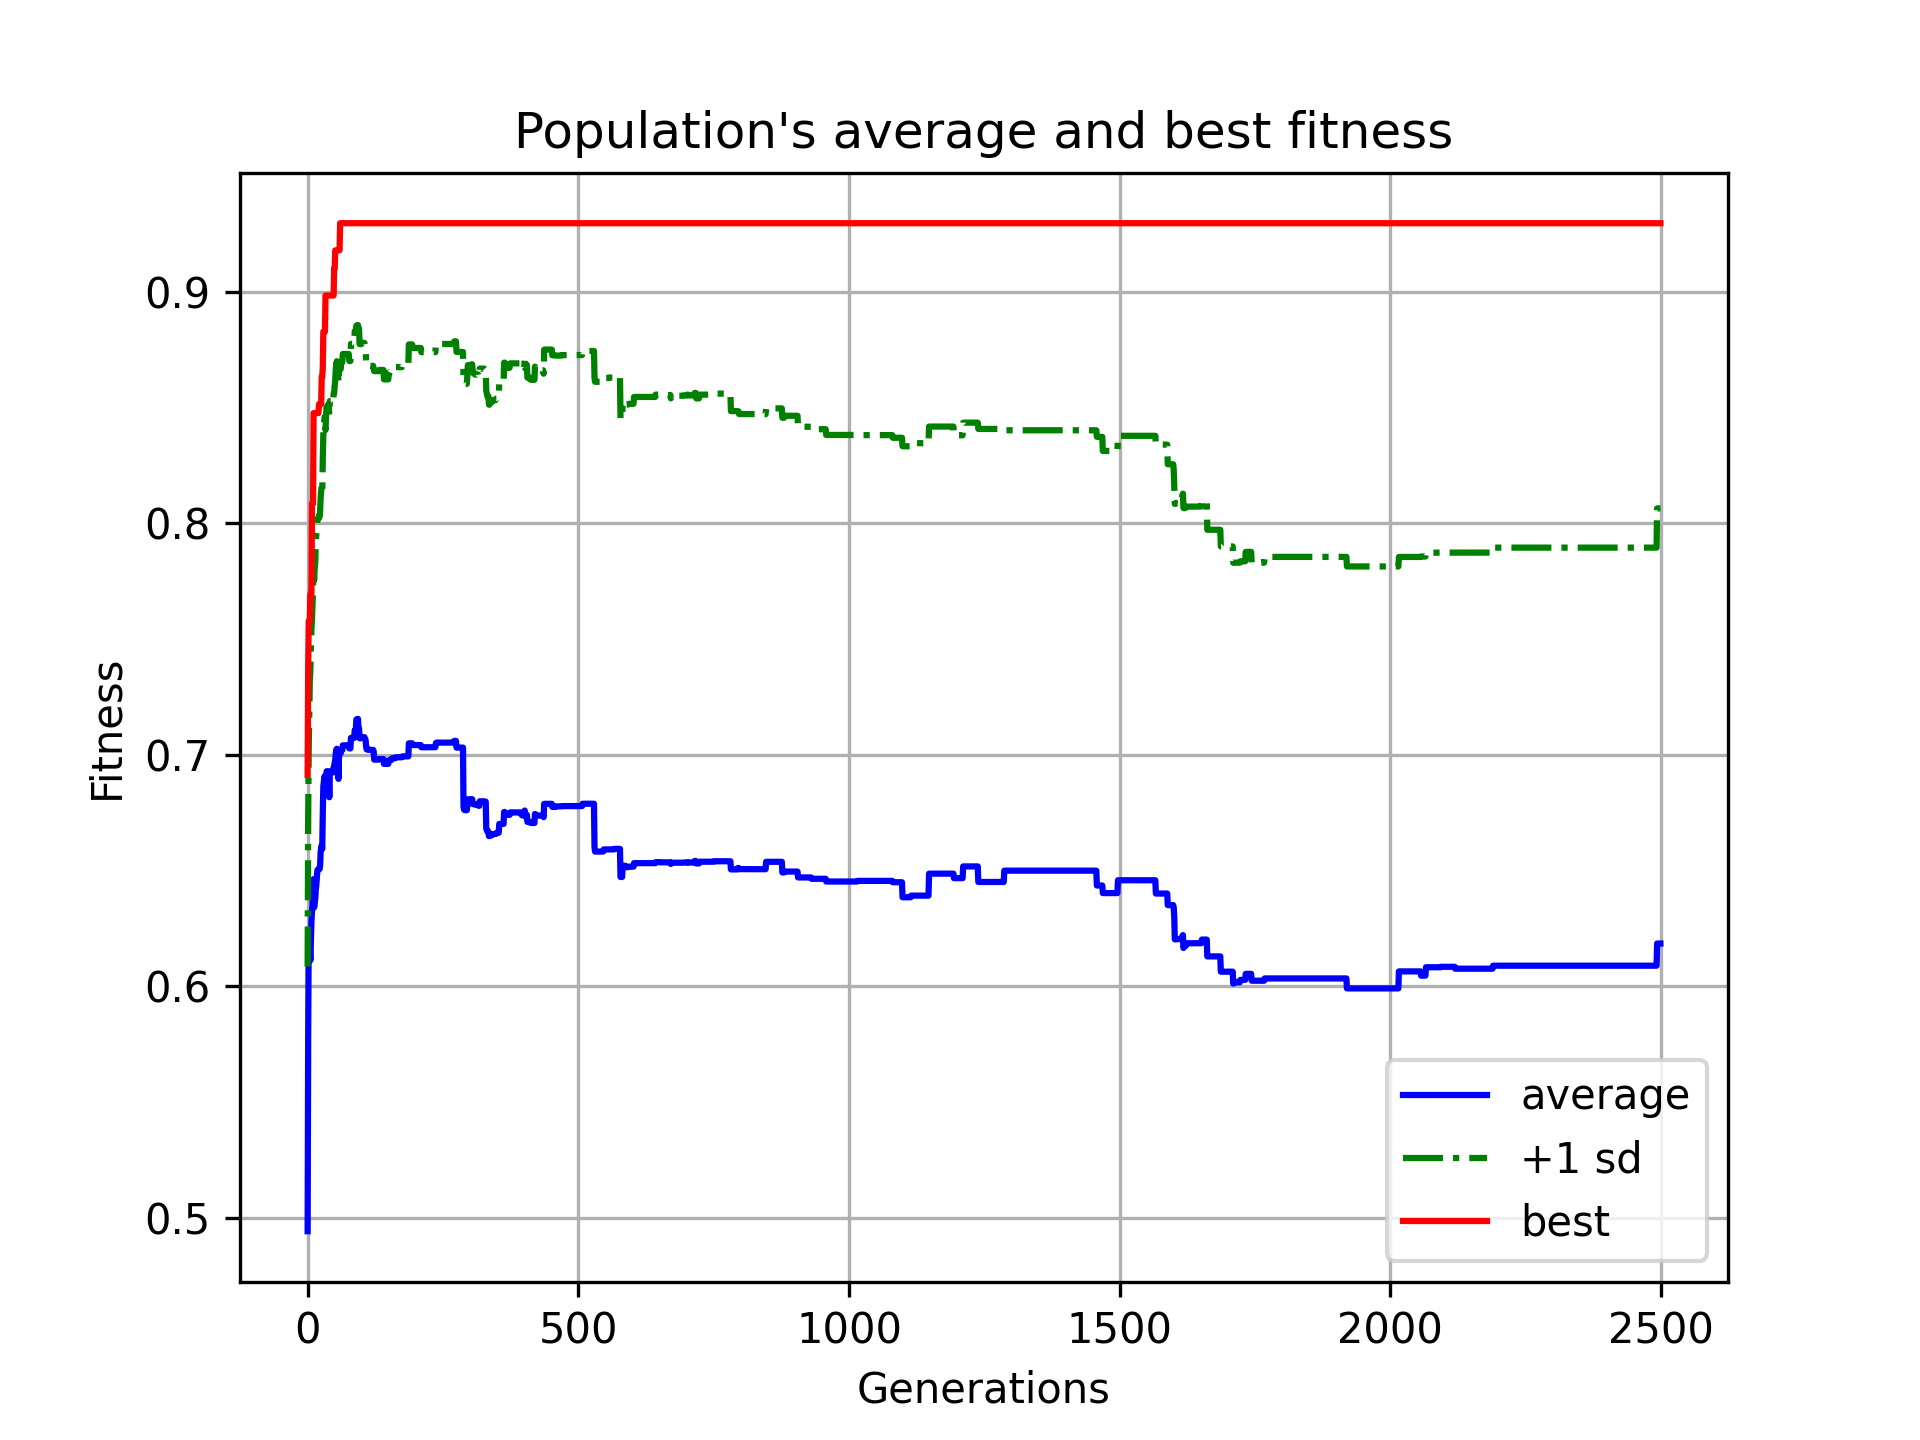 Population's average and best fitness
Fitness
0.9
0.8
0.7
0.6
0.5
0 500 1000 1500 2000 2500
Generations
average
+1 sd
best